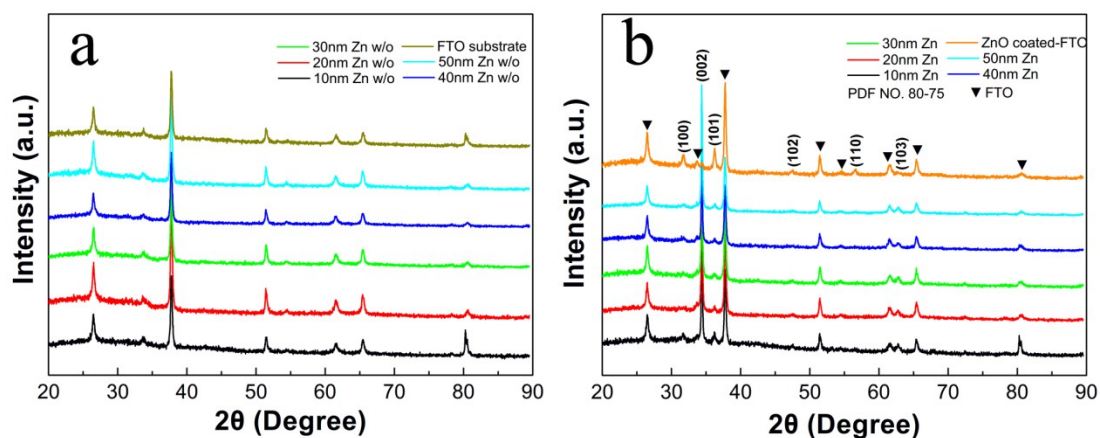 a
30nm Zn w/o FTO substrate
20nm Zn w/o 50nm Zn w/o
10nm Zn w/o 40nm Zn w/o
Intensity (a.u.)
20 30 40 50 60 70 80 90
2θ (Degree)
b
30nm Zn ZnO coated-FTO
20nm Zn 50nm Zn
10nm Zn 40nm Zn
PDF NO. 80-75 ▼ FTO
(100)
(002)
(101)
(102)
(110)
(103)
Intensity (a.u.)
20 30 40 50 60 70 80 90
2θ (Degree)